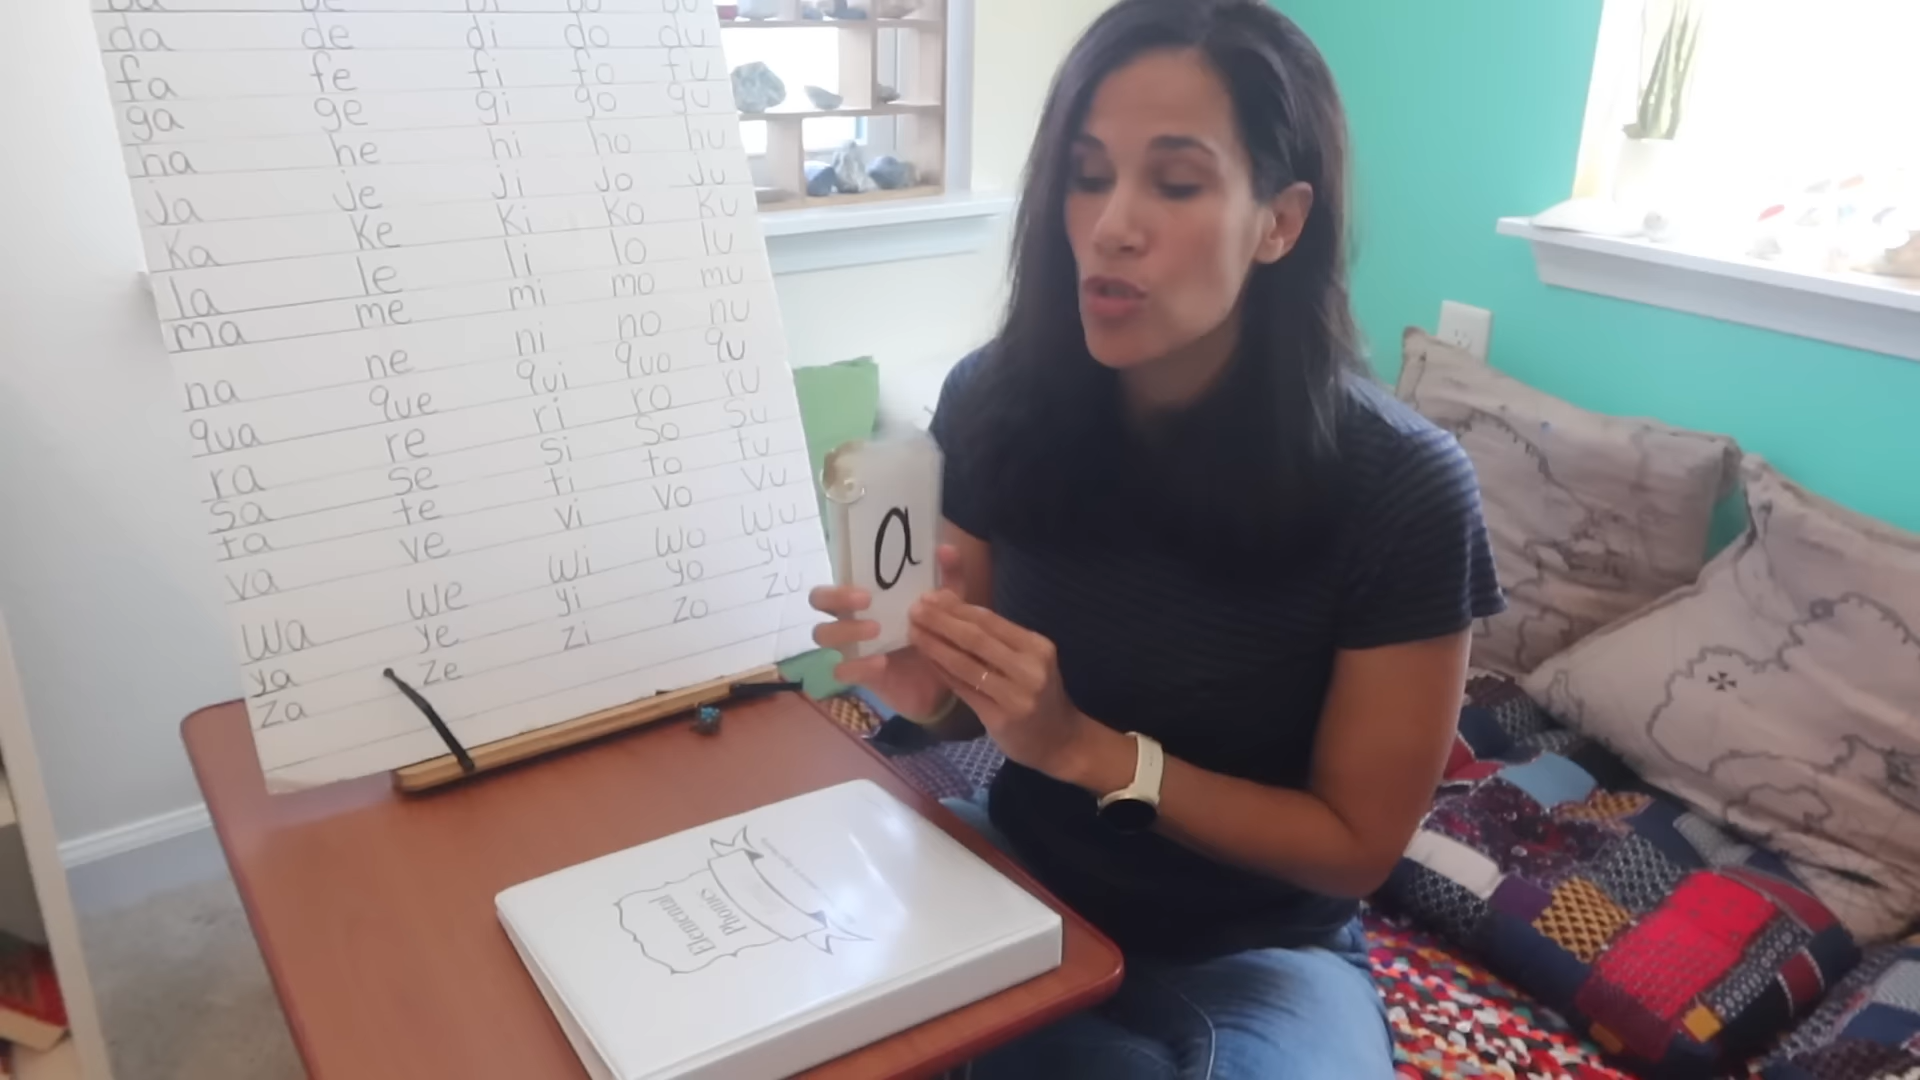 da de di do du
fa fe fi fo fu
ga ge gi go gu
ha he hi ho hu
ja je ji jo ju
ka ke ki ko ku
la le li lo lu
ma me mi mo mu
na ne ni no nu
qua que qui quo qu
ra re ri ro ru
sa se si so su
ta te ti to tu
va ve vi vo vu
wa we wi wo wu
ya ye yi yo yu
za ze zi zo zu
a
Elemental
Phonics